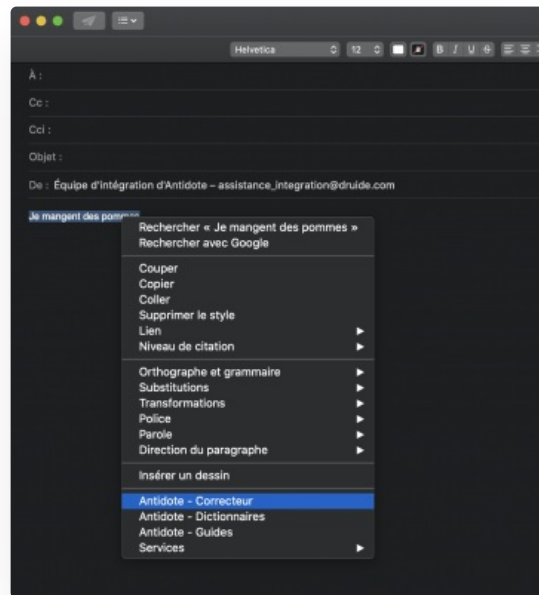 Helvetica 12 a B I U S
À :
Cc :
Cci :
Objet :
De : Équipe d'intégration d'Antidote – assistance_integration@druide.com
Je mangent des pommes
Rechercher « Je mangent des pommes »
Rechercher avec Google
Couper
Copier
Coller
Supprimer le style
Lien
Niveau de citation
Orthographe et grammaire
Substitutions
Transformations
Police
Parole
Direction du paragraphe
Insérer un dessin
Antidote - Correcteur
Antidote - Dictionnaires
Antidote - Guides
Services